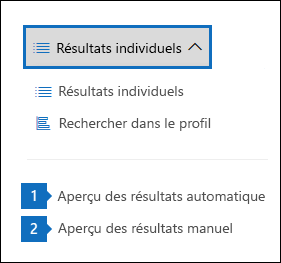 Résultats individuels
Résultats individuels
Rechercher dans le profil
1 Aperçu des résultats automatique
2 Aperçu des résultats manuel